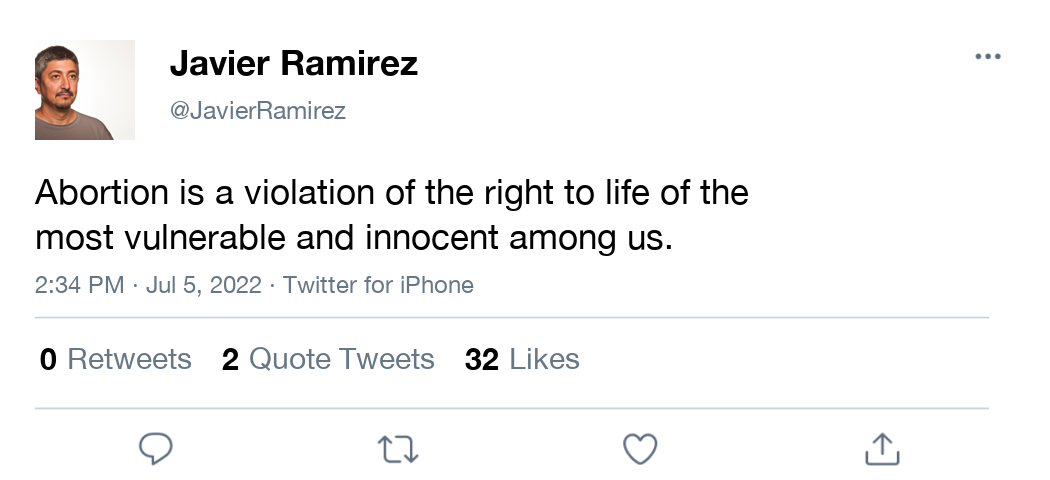 Javier Ramirez
@JavierRamirez
Abortion is a violation of the right to life of the
most vulnerable and innocent among us.
2:34 PM · Jul 5, 2022 · Twitter for iPhone
0 Retweets 2 Quote Tweets 32 Likes